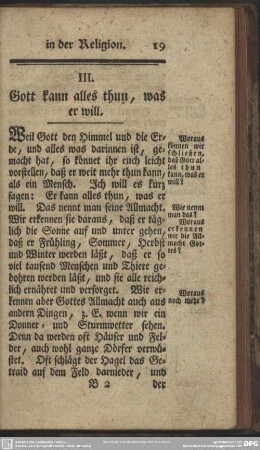 in der Religion. 19
III.
Gott kann alles thun, was
er will.
Weil Gott den Himmel und die Er-
de, und alles was darinnen ist, ge-
macht hat, so könnet ihr euch leicht
vorstellen, daß er weit mehr thun kann,
als ein Mensch. Ich will es kurz
sagen: Er kann alles thun, was er
will. Das nennt man seine Allmacht.
Wir erkennen sie daraus, daß er täg-
lich die Sonne auf und unter gehen,
daß er Frühling, Sommer, Herbst
und Winter werden läßt, daß er so
viel tausend Menschen und Thiere ge-
bohren werden läßt, und sie alle reich-
lich ernähret und versorget. Wir er-
kennen aber Gottes Allmacht auch aus
andern Dingen, z. E. wenn wir ein
Donner- und Sturmwetter sehen.
Denn da werden oft Häuser und Fel-
der, auch wohl ganze Dörfer verwü-
stet. Oft schlägt der Hagel das Ge-
traid auf dem Feld darnieder, und
B 2 der
Woraus
können wir
schließen,
daß Gott al-
les thun
kann, was er
will?
Wie nennt
man das?
Woraus
erkennen
wir die All-
macht Got-
tes?
Woraus
noch mehr?